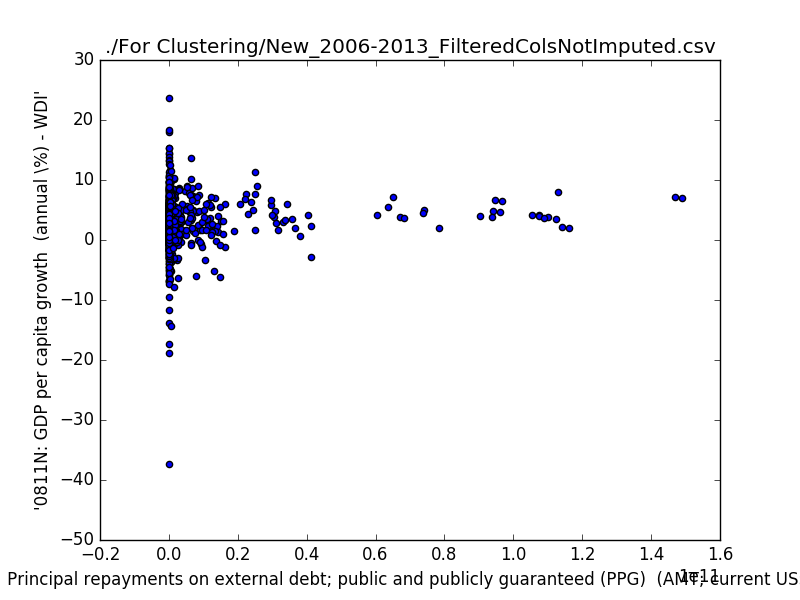 ./For Clustering/New_2006-2013_FilteredColsNotImputed.csv
30
20
10
0
−10
−20
−30
−40
−50
'0811N: GDP per capita growth  (annual \%) - WDI'
−0.2 0.0 0.2 0.4 0.6 0.8 1.0 1.2 1.4 1.6
1e11
Principal repayments on external debt; public and publicly guaranteed (PPG)  (AMT; current US